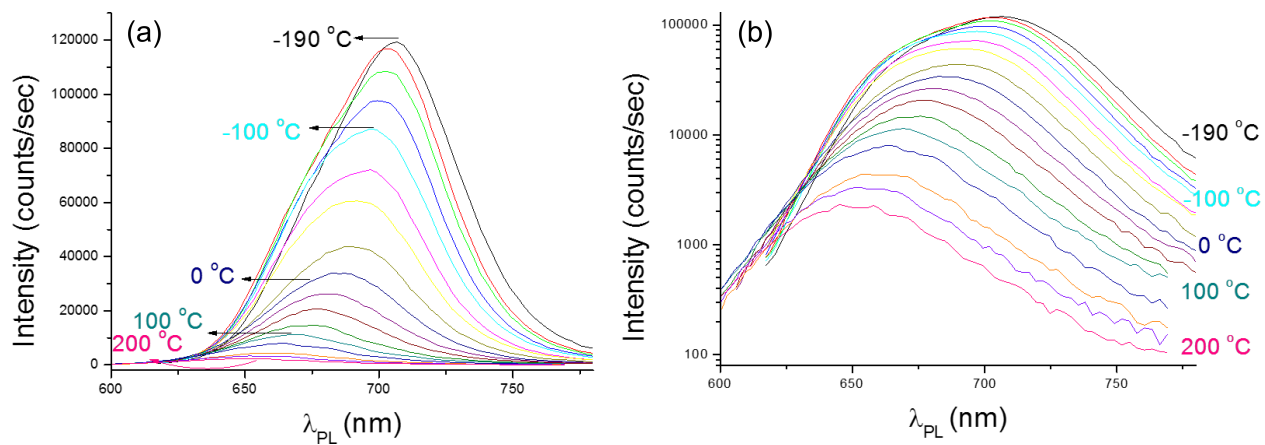 (a)
-190 °C
-100 °C
0 °C
100 °C
200 °C
120000
100000
80000
60000
40000
20000
0
600
650
700
750
λPL (nm)
Intensity (counts/sec)
(b)
100000
10000
1000
100
600
650
700
750
λPL (nm)
Intensity (counts/sec)
-190 °C
-100 °C
0 °C
100 °C
200 °C